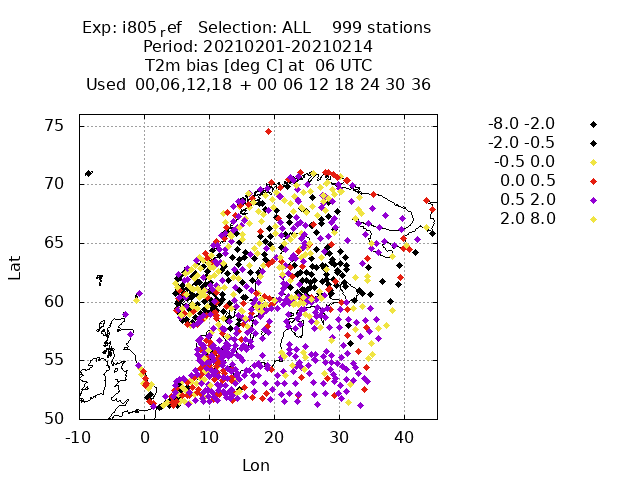 Exp: i805ref Selection: ALL 999 stations
Period: 20210201-20210214
T2m bias [deg C] at 06 UTC
Used 00,06,12,18 + 00 06 12 18 24 30 36
-8.0 -2.0
-2.0 -0.5
-0.5 0.0
0.0 0.5
0.5 2.0
2.0 8.0
75
70
65
60
55
50
Lat
-10 0 10 20 30 40
Lon